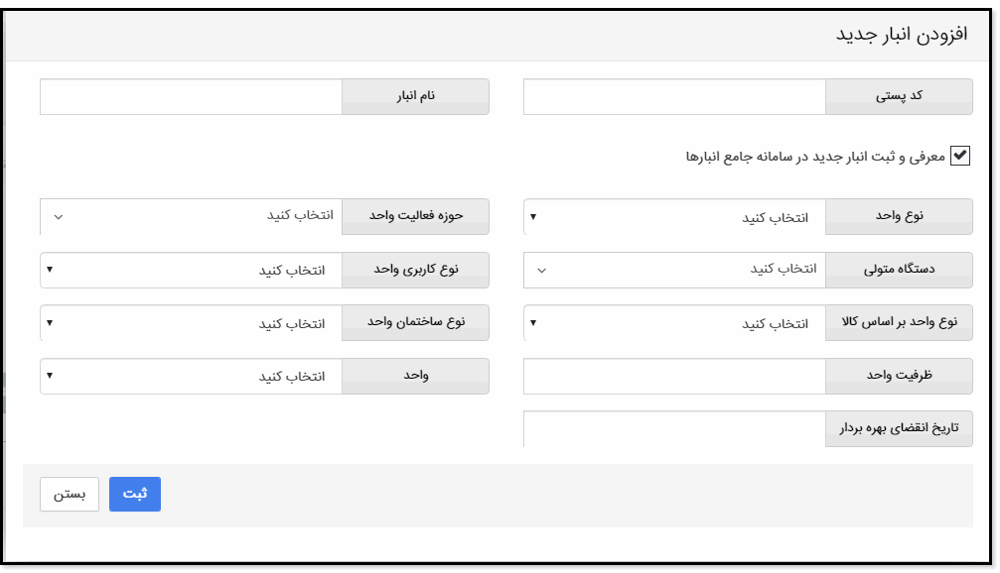 افزودن انبار جدید
کد پستی
نام انبار
معرفی و ثبت انبار جدید در سامانه جامع انبارها
نوع واحد انتخاب کنید
حوزه فعالیت واحد انتخاب کنید
دستگاه متولی انتخاب کنید
نوع کاربری واحد انتخاب کنید
نوع واحد بر اساس کالا انتخاب کنید
نوع ساختمان واحد انتخاب کنید
ظرفیت واحد
واحد انتخاب کنید
تاریخ انقضای بهره بردار
ثبت
بستن